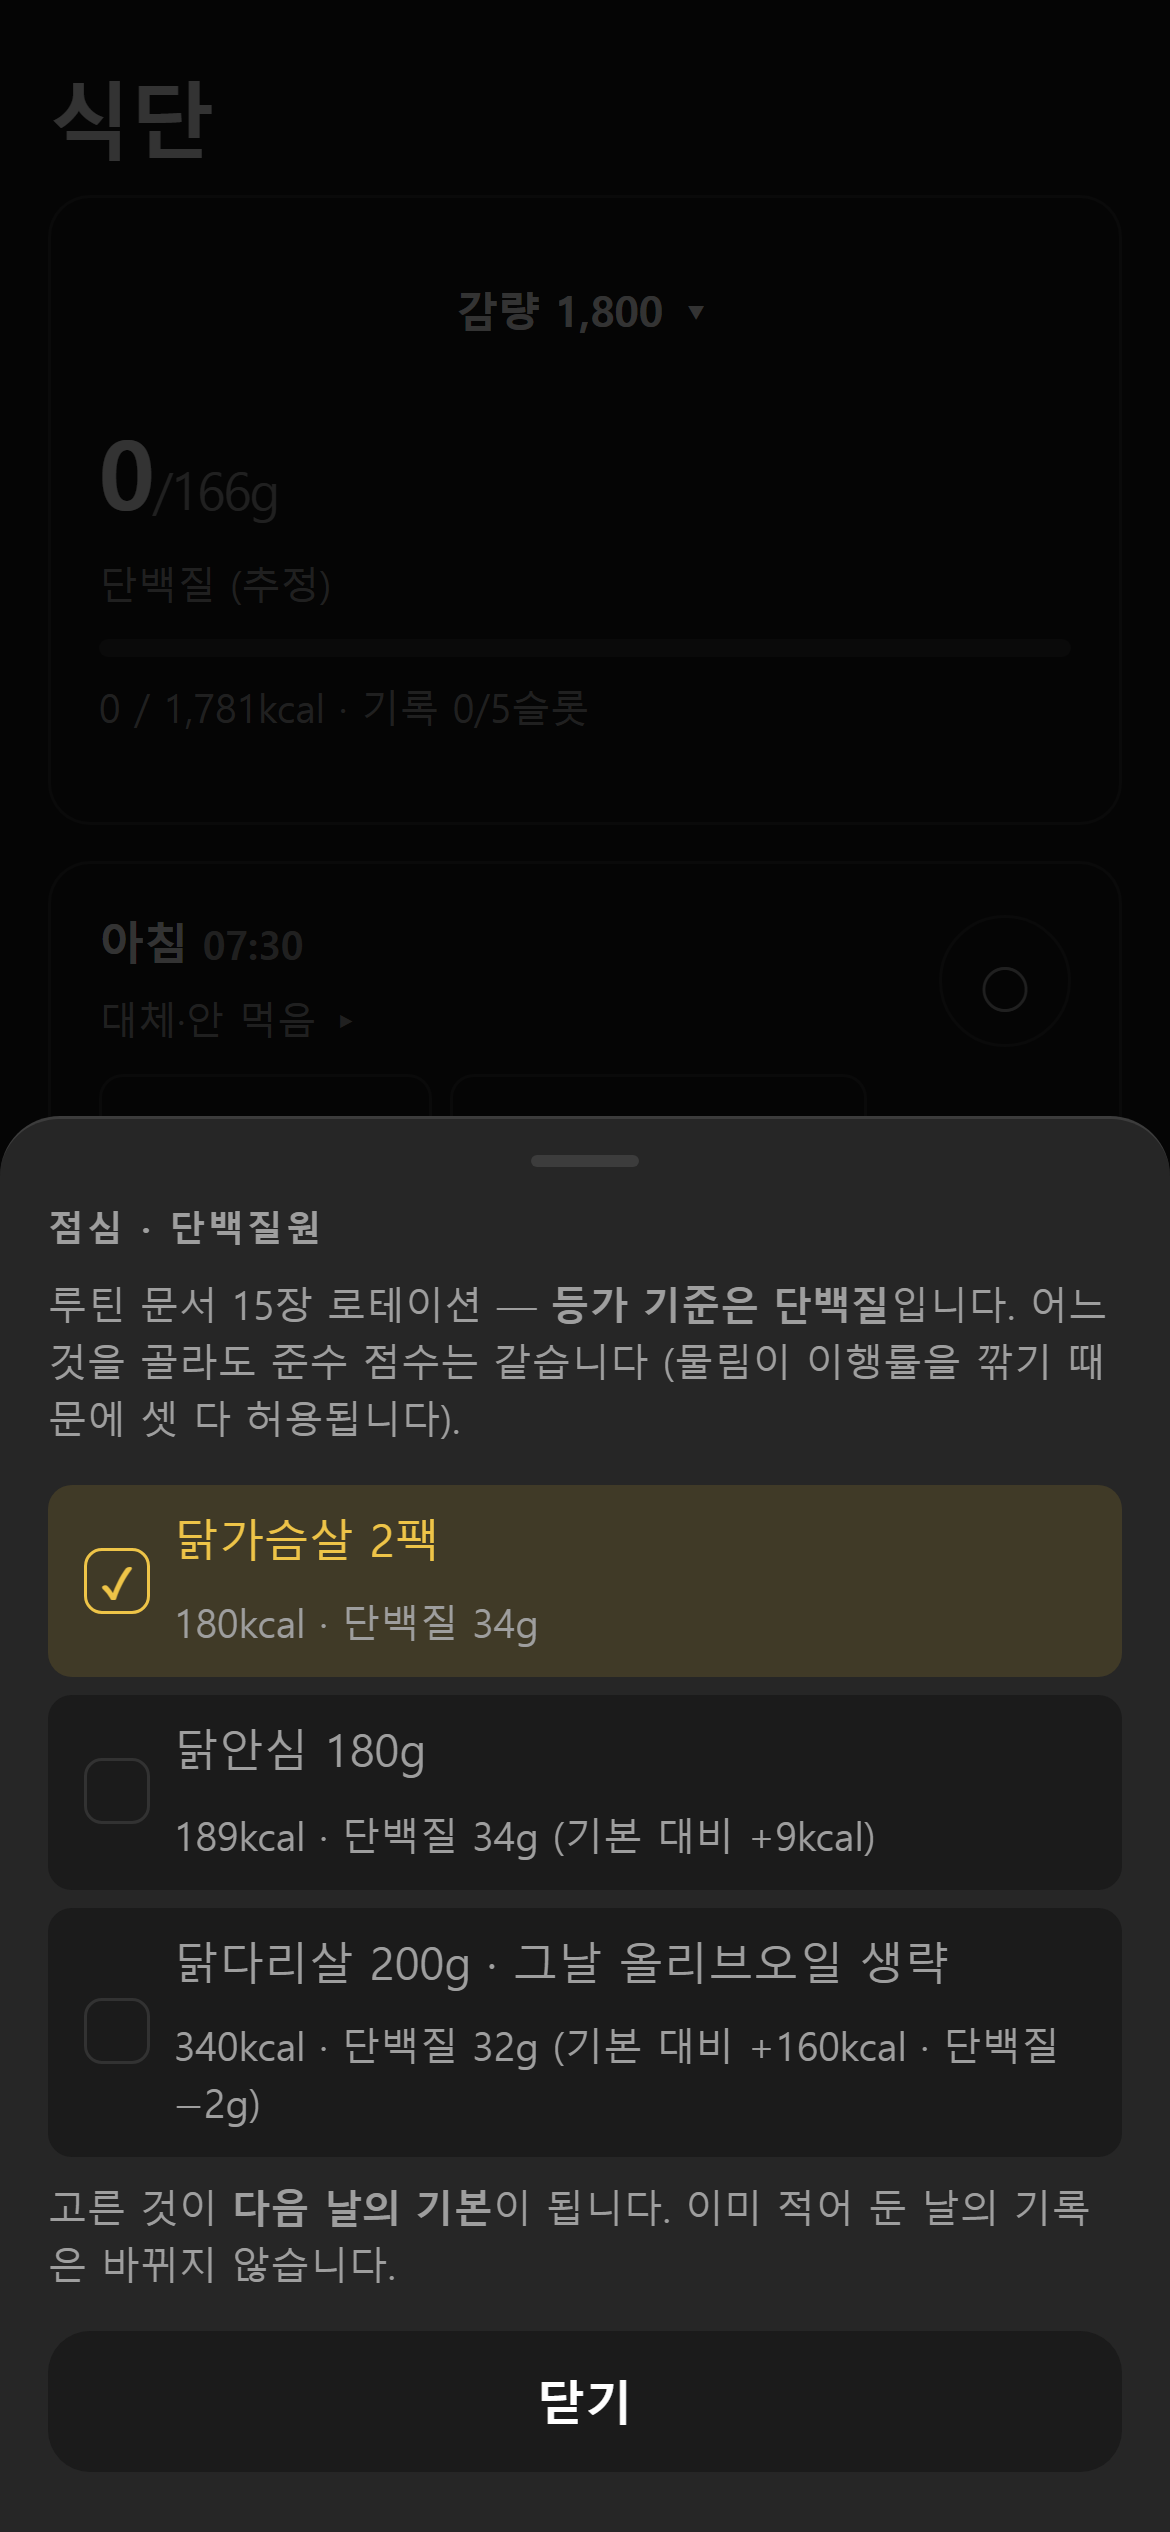 식단
감량 1,800 ▼
0/166g
단백질 (추정)
0 / 1,781kcal · 기록 0/5슬롯
아침 07:30
대체·안 먹음 ▸
점심 · 단백질원
루틴 문서 15장 로테이션 — 등가 기준은 단백질입니다. 어느
것을 골라도 준수 점수는 같습니다 (물림이 이행률을 깎기 때
문에 셋 다 허용됩니다).
닭가슴살 2팩
180kcal · 단백질 34g
닭안심 180g
189kcal · 단백질 34g (기본 대비 +9kcal)
닭다리살 200g · 그날 올리브오일 생략
340kcal · 단백질 32g (기본 대비 +160kcal · 단백질
−2g)
고른 것이 다음 날의 기본이 됩니다. 이미 적어 둔 날의 기록
은 바뀌지 않습니다.
닫기